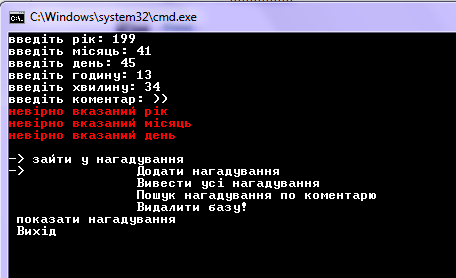 C:\Windows\system32\cmd.exe
введіть рік: 199
введіть місяць: 41
введіть день: 45
введіть годину: 13
введіть хвилину: 34
введіть коментар: >>
невірно вказаний рік
невірно вказаний місяць
невірно вказаний день
-> зайти у нагадування
-> Додати нагадування
Вивести усі нагадування
Пошук нагадування по коментарю
Видалити базу!
показати нагадування
Вихід